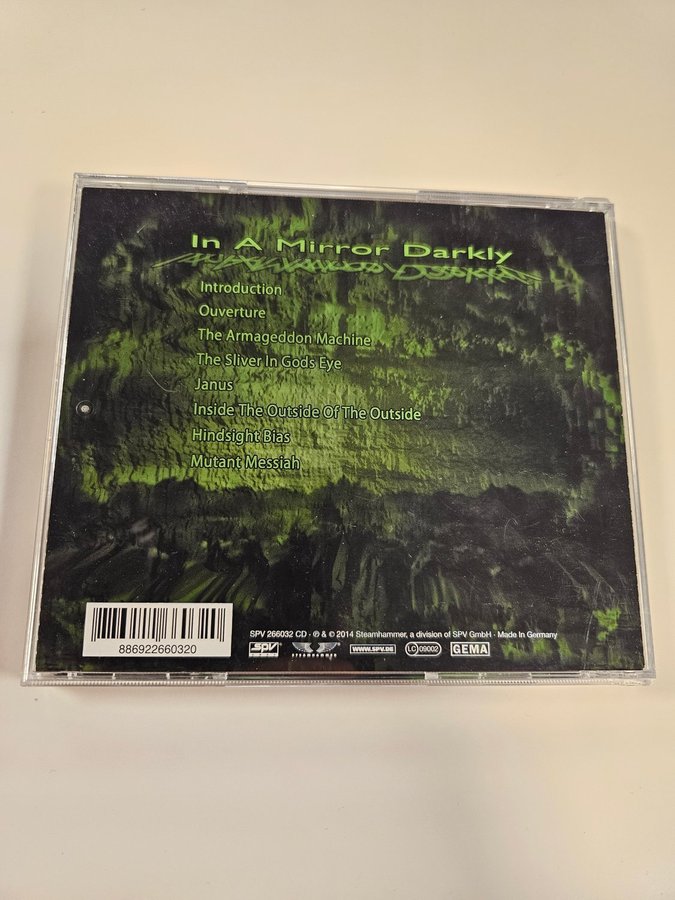 In A Mirror Darkly
Introduction
Ouverture
The Armageddon Machine
The Sliver In Gods Eye
Janus
Inside The Outside Of The Outside
Hindsight Bias
Mutant Messiah
886922660320
SPV 266032 CD · ℗ & © 2014 Steamhammer, a division of SPV GmbH · Made In Germany
SPV steamhammer WWW.SPV.DE LC 09002 GEMA